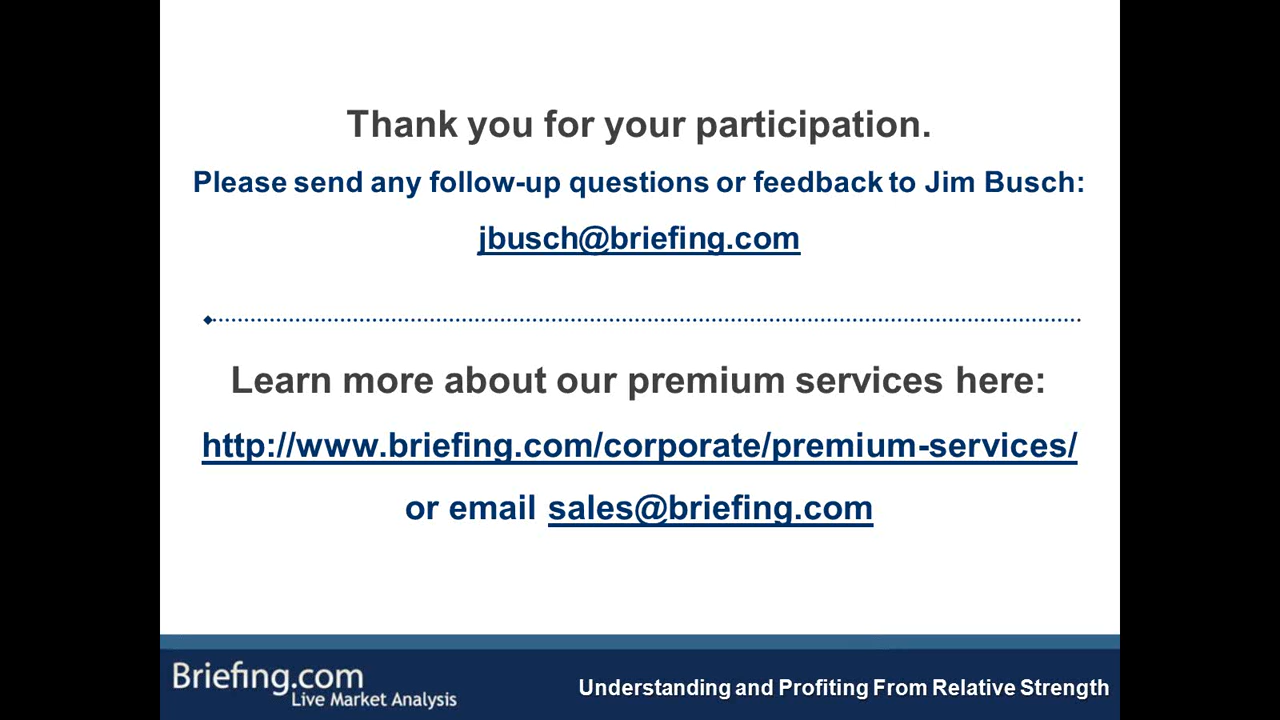 Thank you for your participation.
Please send any follow-up questions or feedback to Jim Busch:
jbusch@briefing.com
Learn more about our premium services here:
http://www.briefing.com/corporate/premium-services/
or email sales@briefing.com
Briefing.com
Live Market Analysis
Understanding and Profiting From Relative Strength